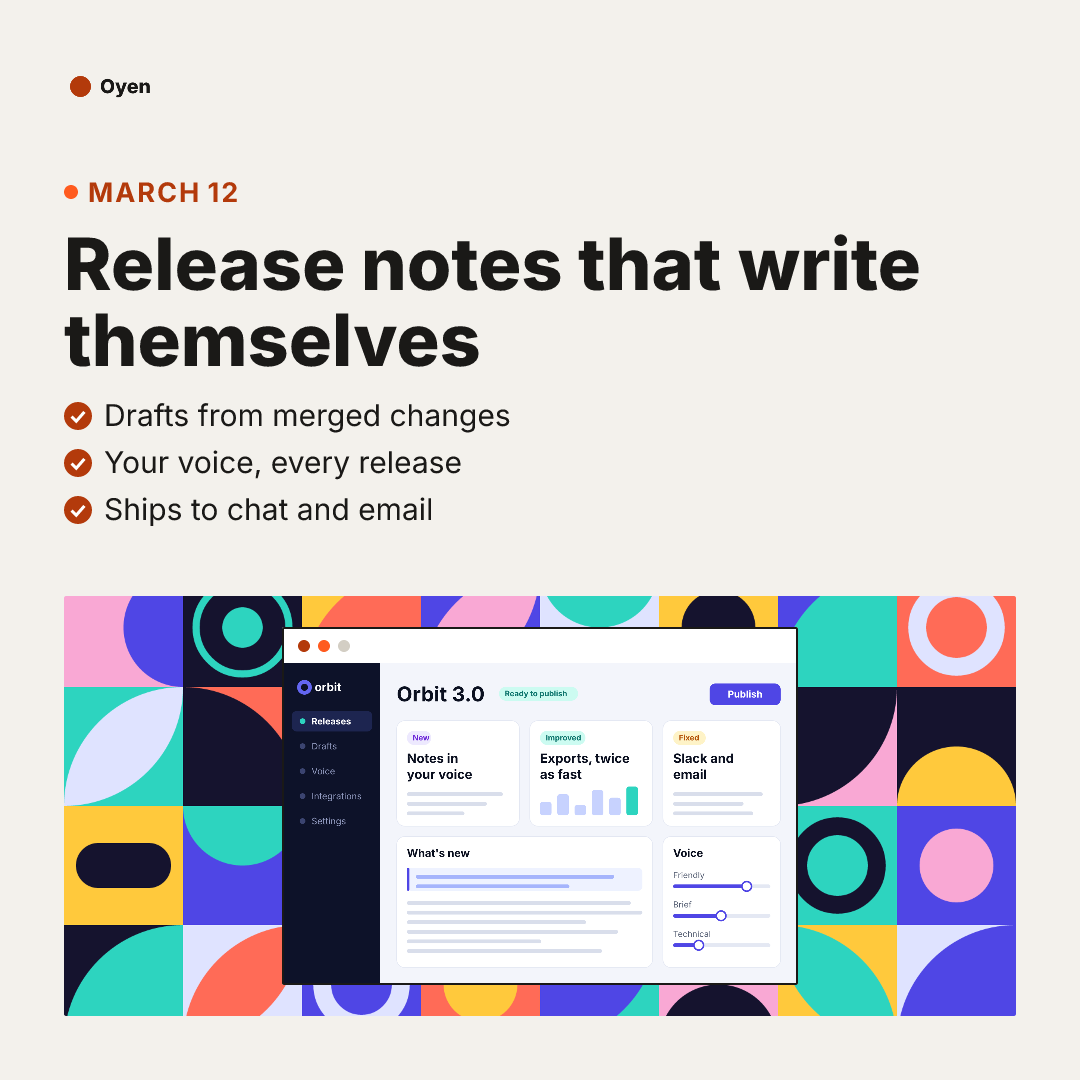 Oyen
MARCH 12
Release notes that write
themselves
Drafts from merged changes
Your voice, every release
Ships to chat and email
orbit
Releases
Drafts
Voice
Integrations
Settings
Orbit 3.0
Ready to publish
Publish
New
Notes in
your voice
Improved
Exports, twice
as fast
Fixed
Slack and
email
What's new
Voice
Friendly
Brief
Technical